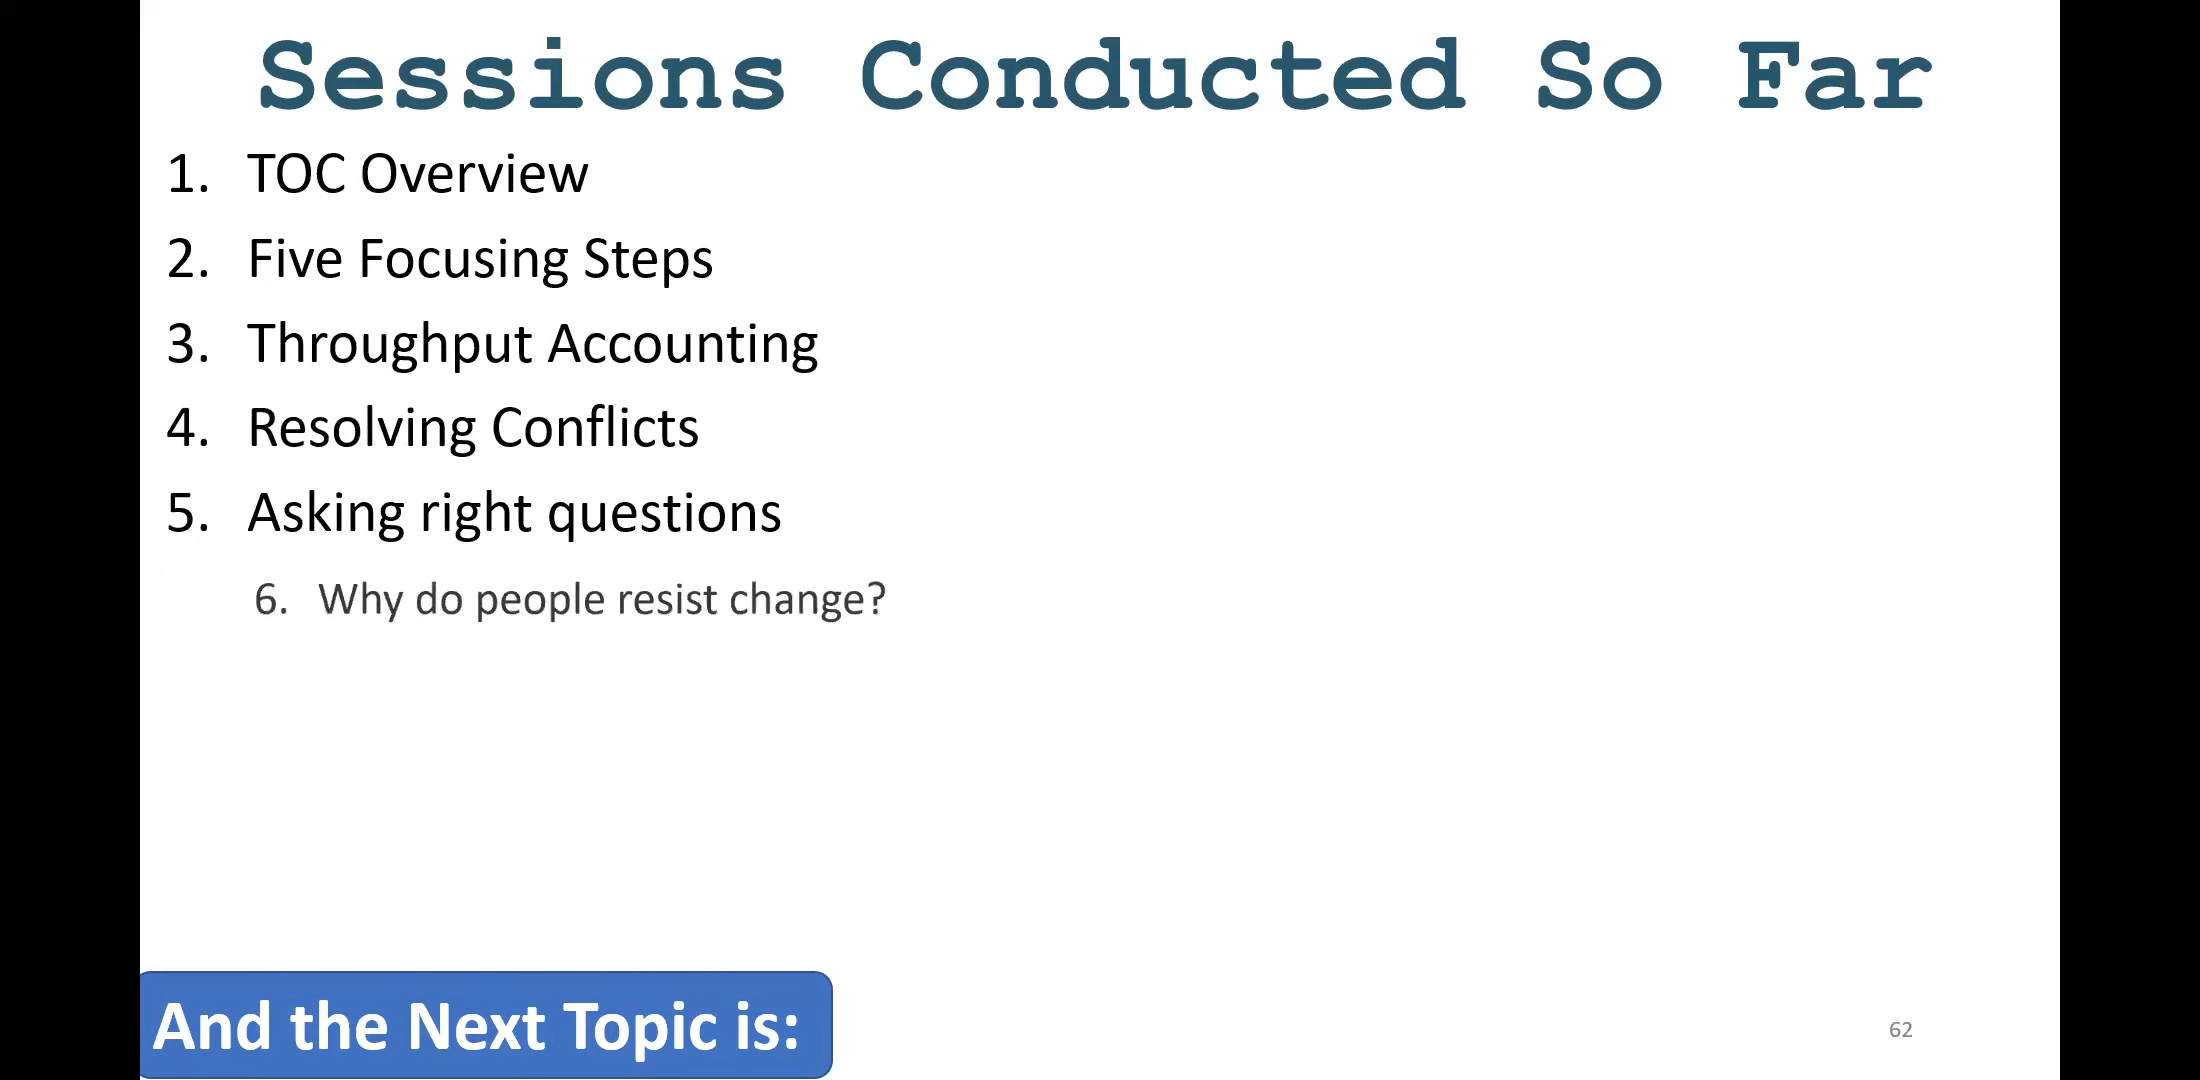 Sessions Conducted So Far
1. TOC Overview
2. Five Focusing Steps
3. Throughput Accounting
4. Resolving Conflicts
5. Asking right questions
6. Why do people resist change?
And the Next Topic is:
62